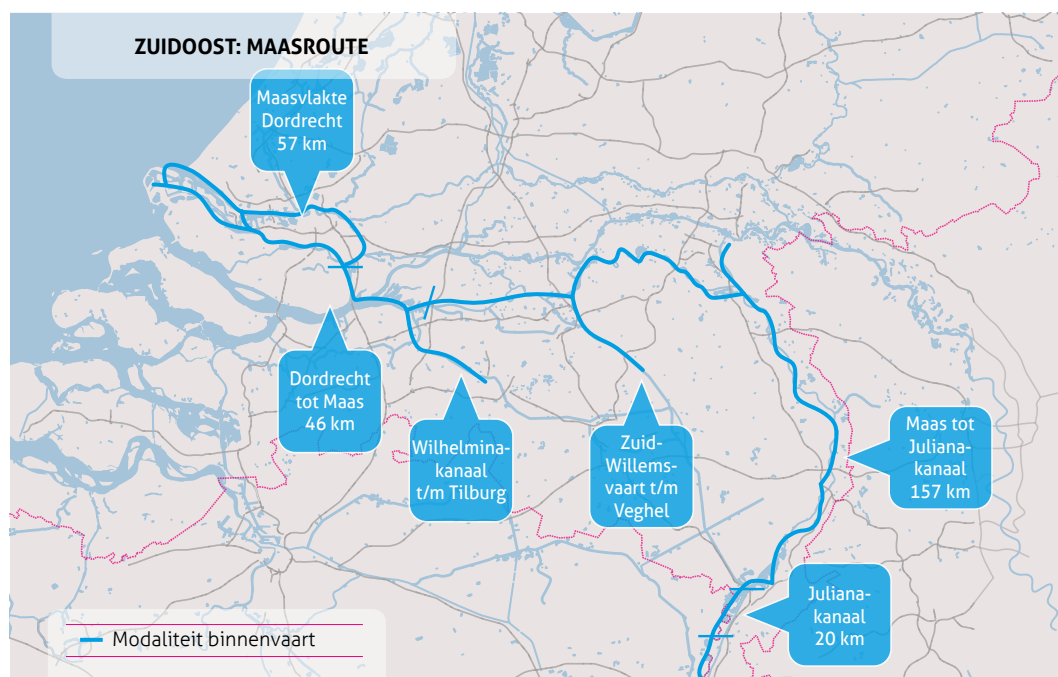 ZUIDOOST: MAASROUTE
Maasvlakte
Dordrecht
57 km
Dordrecht
tot Maas
46 km
Wilhelmina-
kanaal
t/m Tilburg
Zuid-
Willems-
vaart t/m
Veghel
Maas tot
Juliana-
kanaal
157 km
Juliana-
kanaal
20 km
Modaliteit binnenvaart